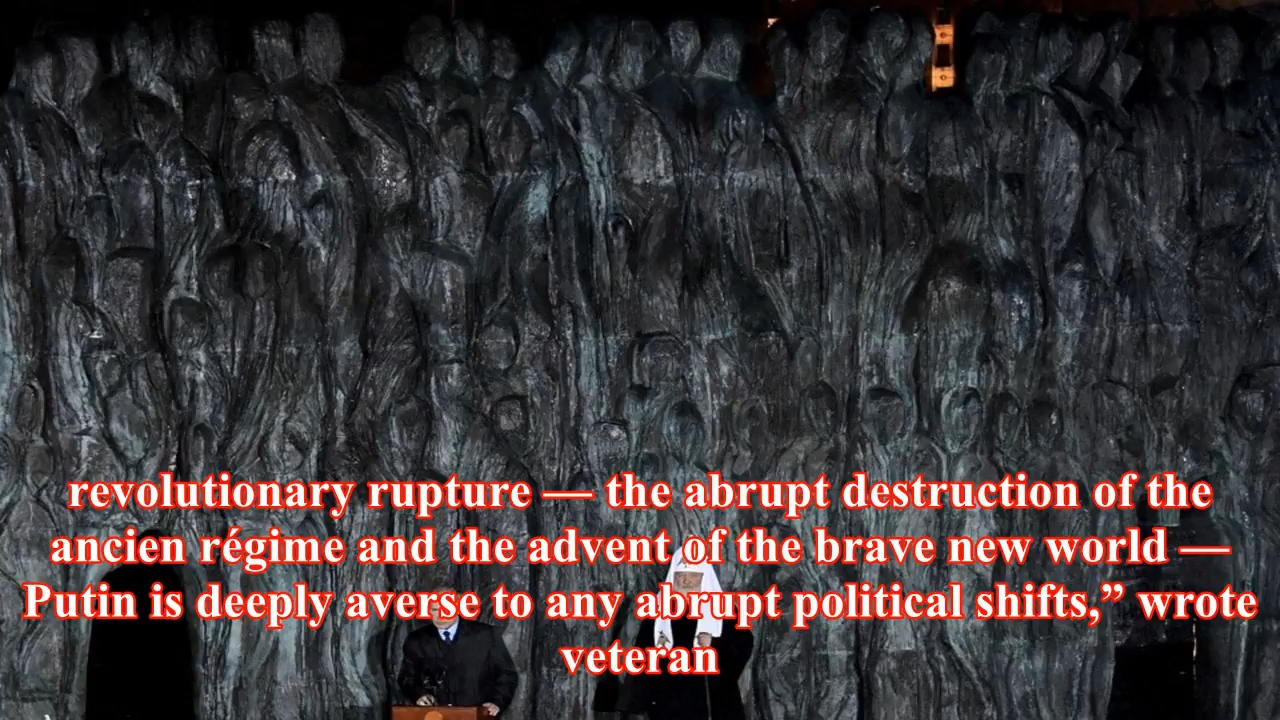 revolutionary rupture — the abrupt destruction of the
ancien régime and the advent of the brave new world —
Putin is deeply averse to any abrupt political shifts,” wrote
veteran